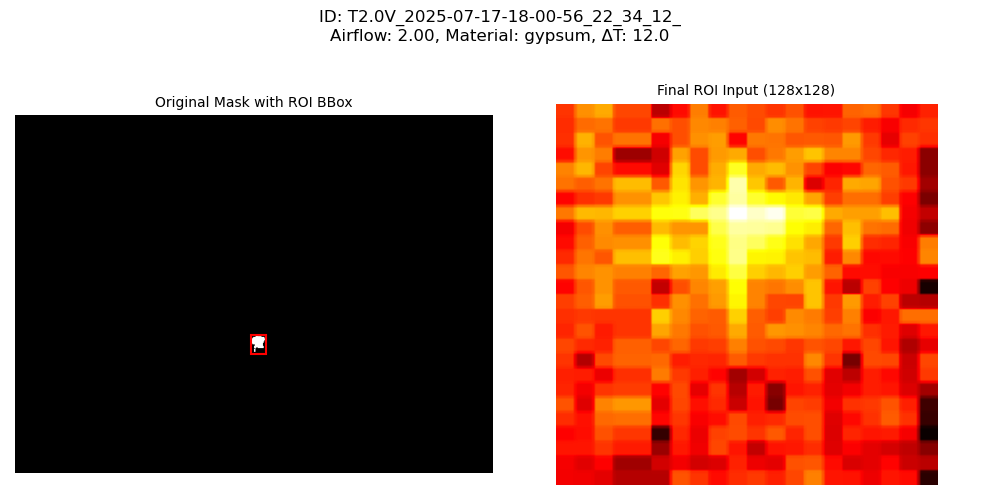 ID: T2.0V_2025-07-17-18-00-56_22_34_12_
Airflow: 2.00, Material: gypsum, ΔT: 12.0
Original Mask with ROI BBox
Final ROI Input (128x128)